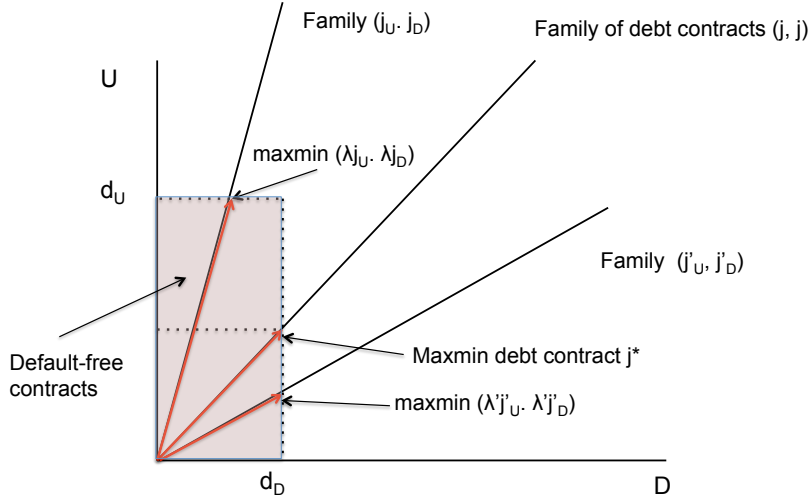 Family (jU. jD)
Family of debt contracts (j, j)
U
maxmin (λjU. λjD)
dU
Family (j'U, j'D)
Default-free
contracts
Maxmin debt contract j*
maxmin (λ'j'U. λ'j'D)
dD
D